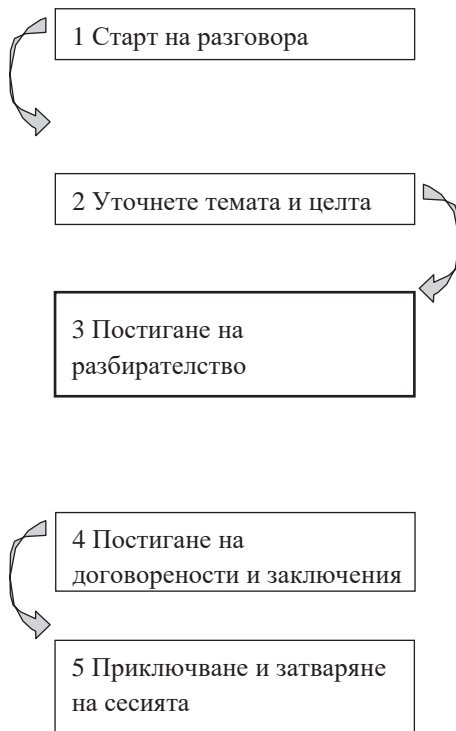 1 Старт на разговора
2 Уточнете темата и целта
3 Постигане на
разбирателство
4 Постигане на
договорености и заключения
5 Приключване и затваряне
на сесията